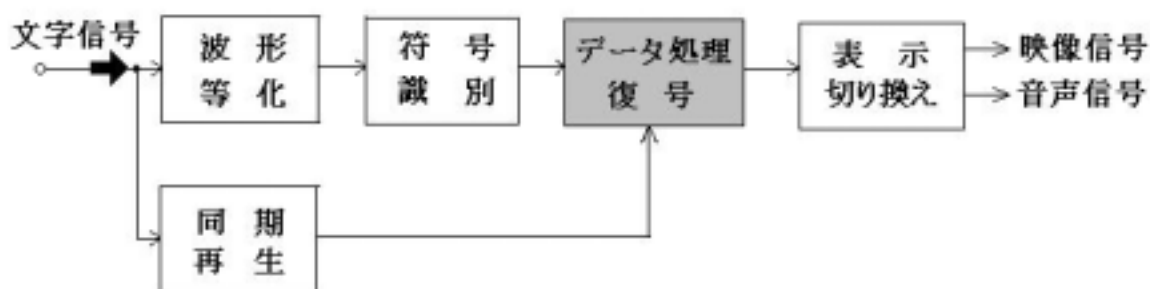 文字信号
波形
等化
符号
識別
データ処理
復号
表示
切り換え
映像信号
音声信号
同期
再生